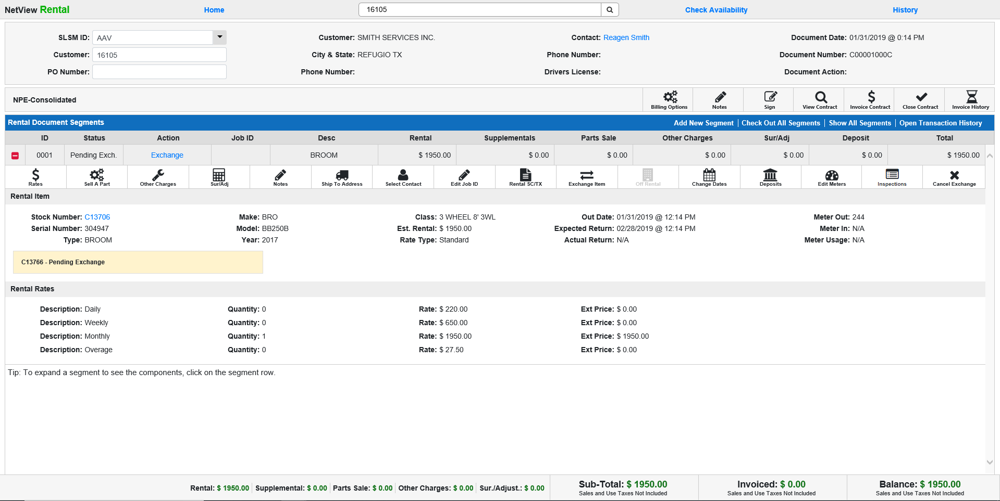 NetView Rental Home 16105 Check Availability History
SLSM ID: AAV Customer: SMITH SERVICES INC. Contact: Reagen Smith Document Date: 01/31/2019 @ 0:14 PM
Customer: 16105 City & State: REFUGIO TX Phone Number: Document Number: C00001000C
PO Number: Phone Number: Drivers License: Document Action:
NPE-Consolidated Billing Options Notes Sign View Contract Invoice Contract Close Contract Invoice History
Rental Document Segments Add New Segment Check Out All Segments Show All Segments Open Transaction History
ID Status Action Job ID Desc Rental Supplementals Parts Sale Other Charges Sur/Adj Deposit Total
0001 Pending Exch. Exchange BROOM $ 1950.00 $ 0.00 $ 0.00 $ 0.00 $ 0.00 $ 0.00 $ 1950.00
Rates Sell A Part Other Charges Sur/Adj Notes Ship To Address Select Contact Edit Job ID Rental SC/TX Exchange Item Off Rental Change Dates Deposits Edit Meters Inspections Cancel Exchange
Rental Item
Stock Number: C13706 Make: BRO Class: 3 WHEEL 8' 3WL Out Date: 01/31/2019 @ 12:14 PM Meter Out: 244
Serial Number: 304947 Model: BB250B Est. Rental: $ 1950.00 Expected Return: 02/28/2019 @ 12:14 PM Meter In: N/A
Type: BROOM Year: 2017 Rate Type: Standard Actual Return: N/A Meter Usage: N/A
C13766 - Pending Exchange
Rental Rates
Description: Daily Quantity: 0 Rate: $ 220.00 Ext Price: $ 0.00
Description: Weekly Quantity: 0 Rate: $ 650.00 Ext Price: $ 0.00
Description: Monthly Quantity: 1 Rate: $ 1950.00 Ext Price: $ 1950.00
Description: Overage Quantity: 0 Rate: $ 27.50 Ext Price: $ 0.00
Tip: To expand a segment to see the components, click on the segment row.
Rental: $ 1950.00 Supplemental: $ 0.00 Parts Sale: $ 0.00 Other Charges: $ 0.00 Sur./Adjust.: $ 0.00 Sub-Total: $ 1950.00 Invoiced: $ 0.00 Balance: $ 1950.00
Sales and Use Taxes Not Included Sales and Use Taxes Not Included Sales and Use Taxes Not Included